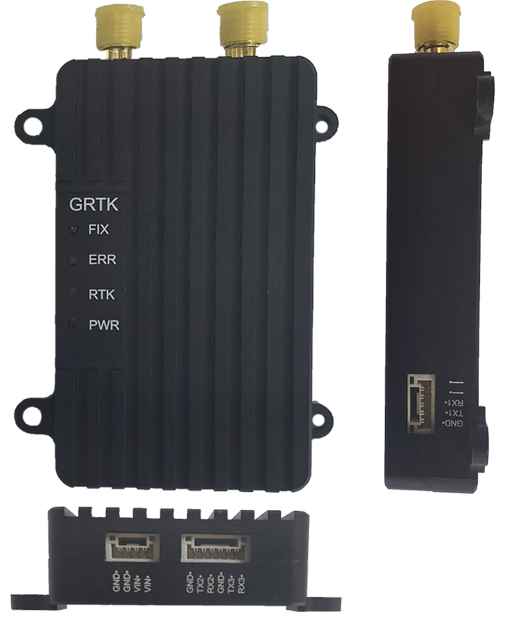 GRTK
FIX
ERR
RTK
PWR
GND
TX1
RX1
GND
GND
VIN
VIN
GND
TX2
RX2
GND
TX3
RX3